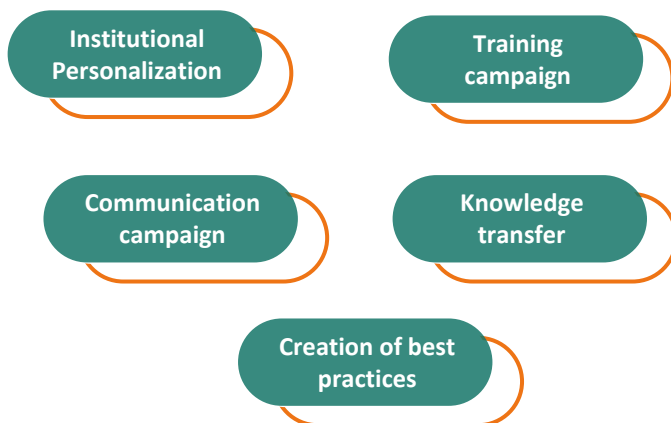 Institutional
Personalization
Training
campaign
Communication
campaign
Knowledge
transfer
Creation of best
practices